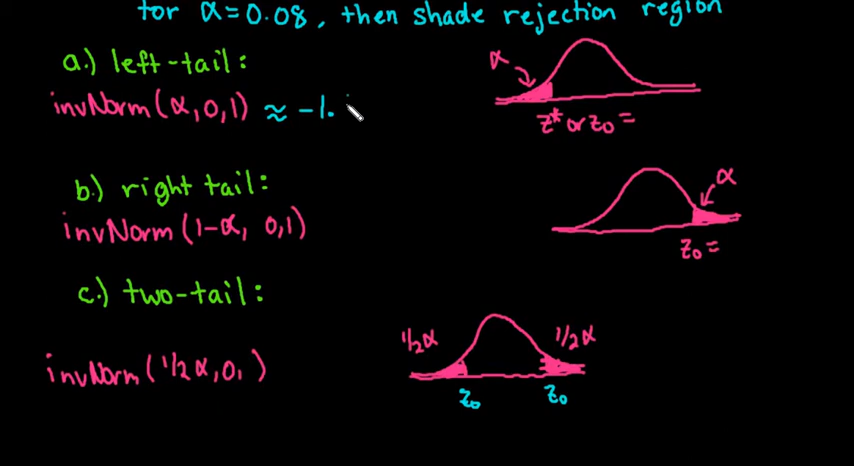 for α = 0.08, then shade rejection region
a.) left-tail:
α
invNorm(α,0,1) ≈ -1.
z* or z₀ =
b.) right tail:
α
invNorm(1-α, 0,1)
z₀ =
c.) two-tail:
1/2α
1/2α
invNorm(1/2α,0, )
z₀
z₀